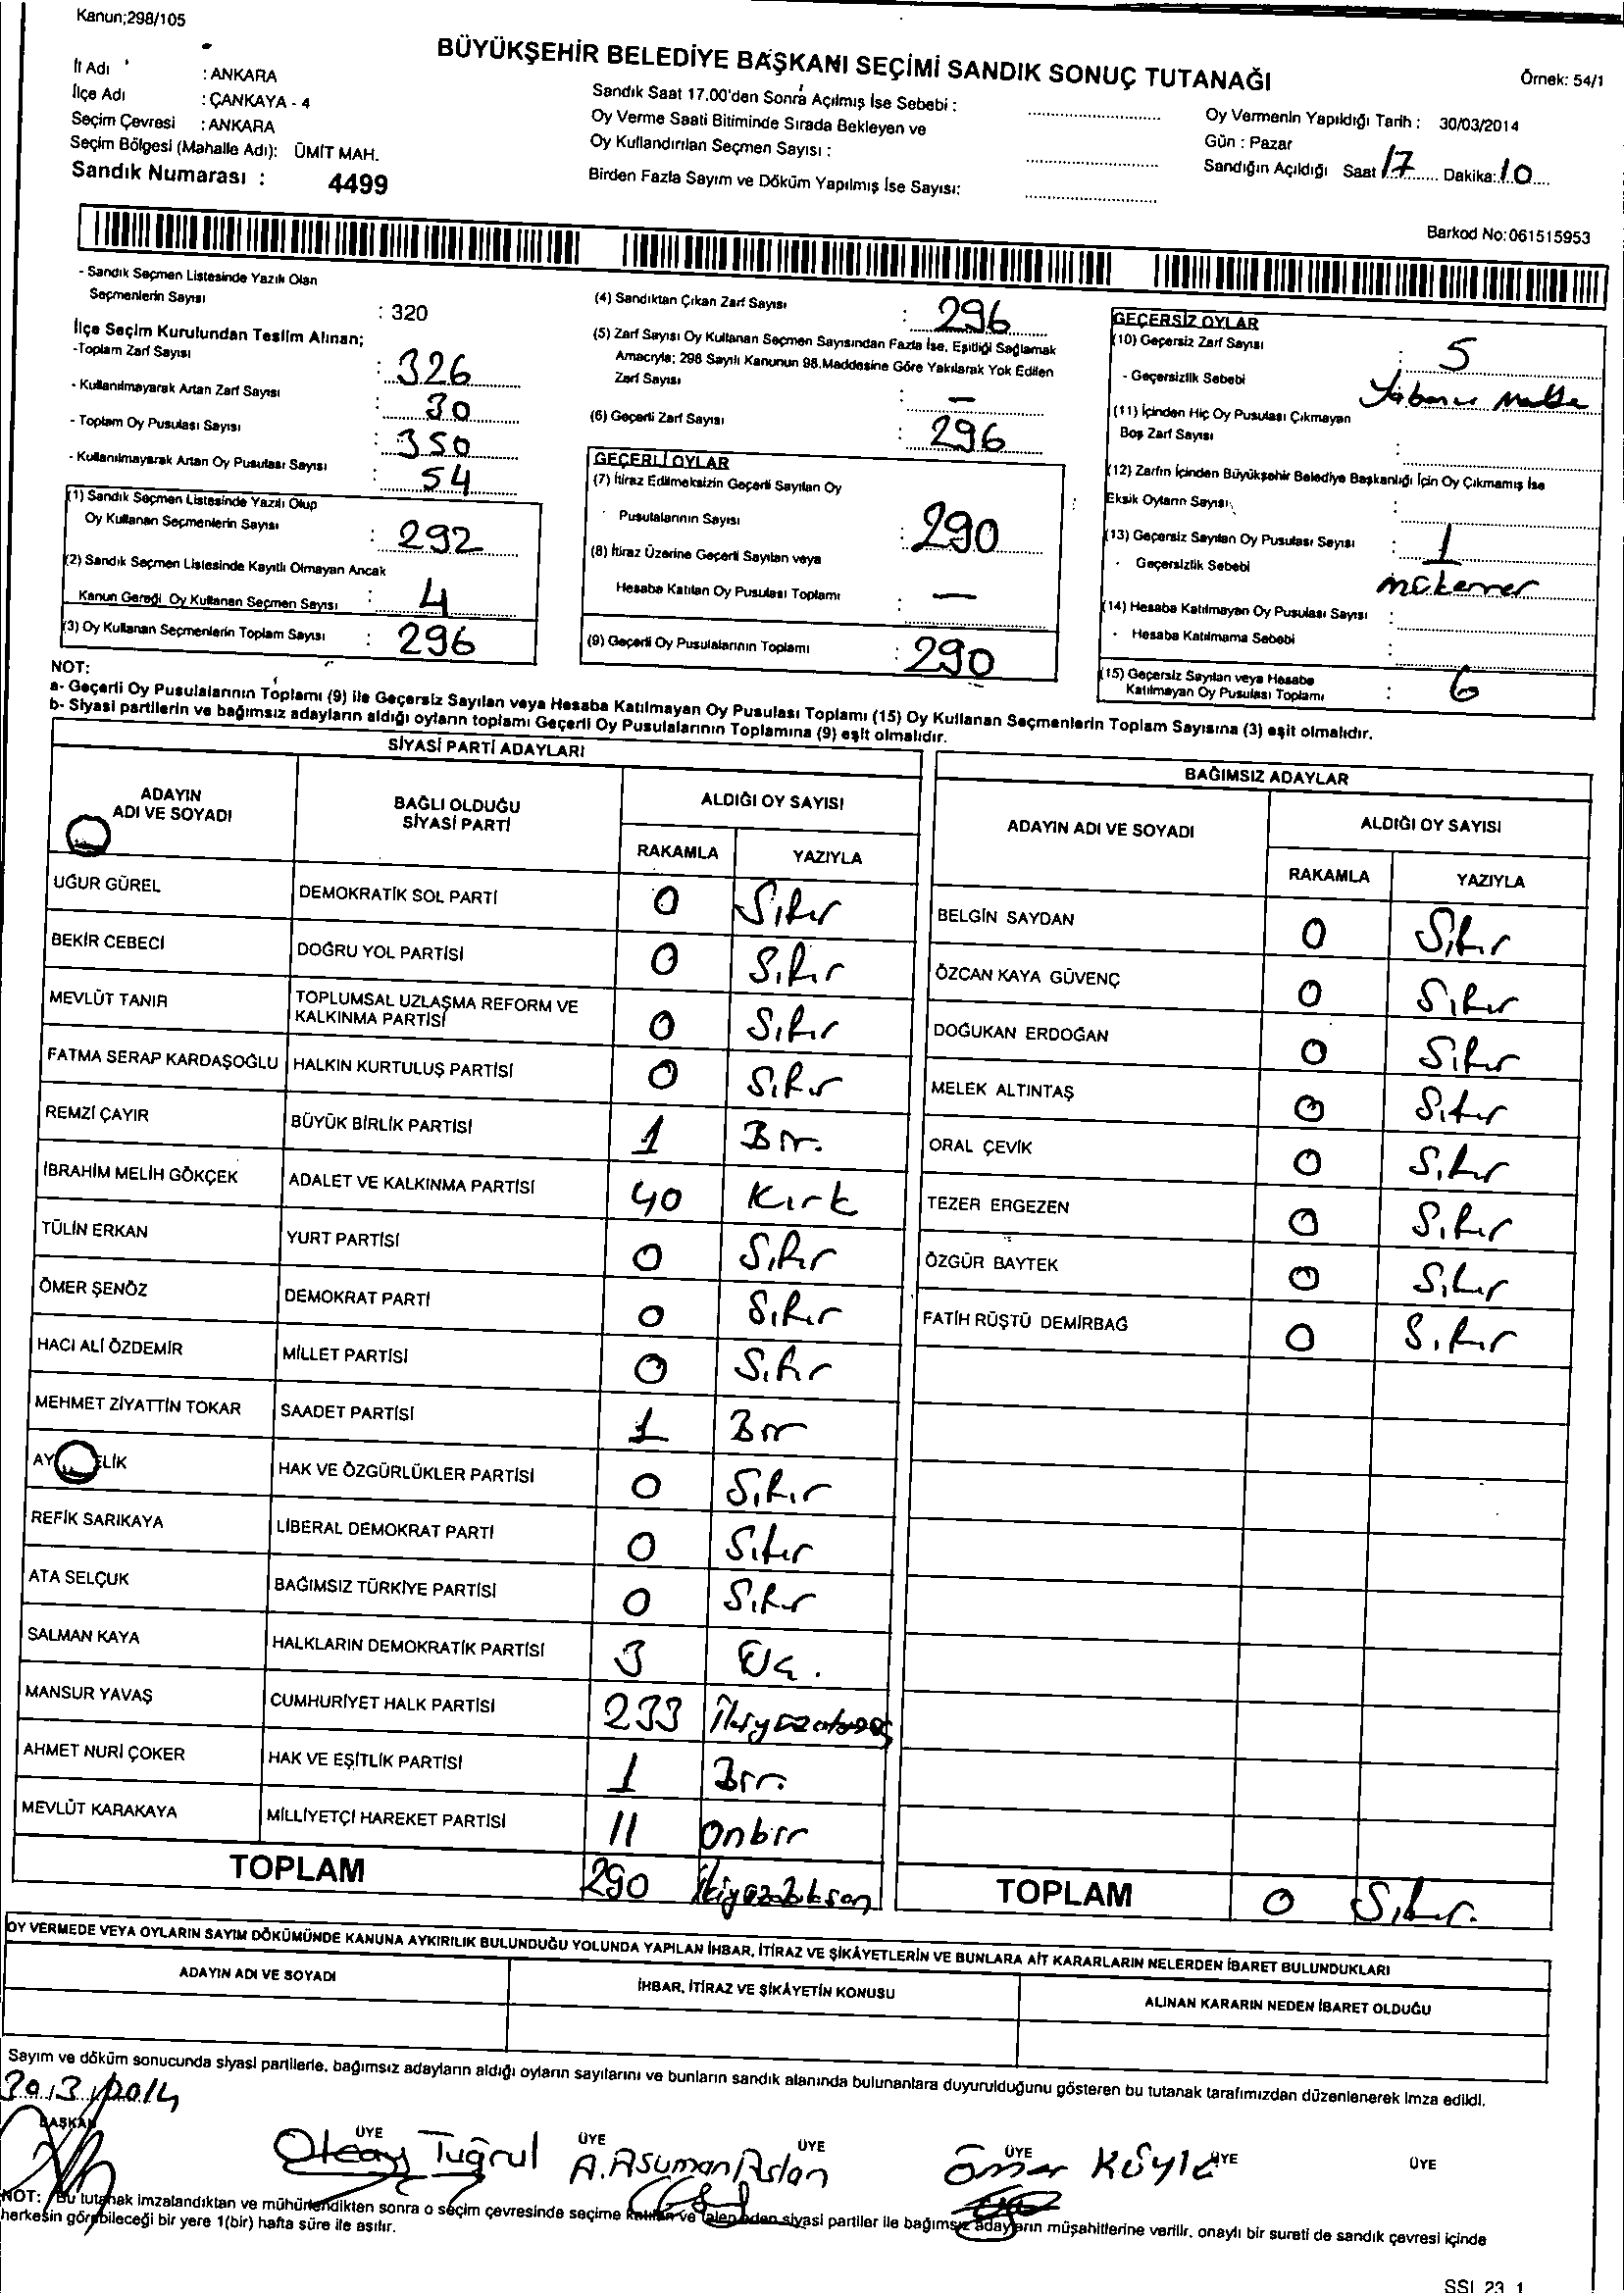 Kanun;298/105
BÜYÜKŞEHİR BELEDİYE BAŞKANI SEÇİMİ SANDIK SONUÇ TUTANAĞI
Örnek: 54/1
İl Adı : ANKARA
İlçe Adı : ÇANKAYA - 4
Seçim Çevresi : ANKARA
Seçim Bölgesi (Mahalle Adı): ÜMİT MAH.
Sandık Numarası : 4499
Sandık Saat 17.00'den Sonra Açılmış İse Sebebi :
Oy Verme Saati Bitiminde Sırada Bekleyen ve
Oy Kullandırılan Seçmen Sayısı :
Birden Fazla Sayım ve Döküm Yapılmış İse Sayısı:
Oy Vermenin Yapıldığı Tarih : 30/03/2014
Gün : Pazar
Sandığın Açıldığı Saat 17 Dakika: 10
Barkod No:061515953
- Sandık Seçmen Listesinde Yazılı Olan
Seçmenlerin Sayısı : 320
İlçe Seçim Kurulundan Teslim Alınan;
-Toplam Zarf Sayısı : 326
- Kullanılmayarak Artan Zarf Sayısı : 30
- Toplam Oy Pusulası Sayısı : 350
- Kullanılmayarak Artan Oy Pusulası Sayısı : 54
(1) Sandık Seçmen Listesinde Yazılı Olup
Oy Kullanan Seçmenlerin Sayısı : 292
(2) Sandık Seçmen Listesinde Kayıtlı Olmayan Ancak
Kanun Gereği Oy Kullanan Seçmen Sayısı : 4
(3) Oy Kullanan Seçmenlerin Toplam Sayısı : 296
(4) Sandıktan Çıkan Zarf Sayısı : 296
(5) Zarf Sayısı Oy Kullanan Seçmen Sayısından Fazla İse, Eşitliği Sağlamak
Amacıyla; 298 Sayılı Kanunun 98.Maddesine Göre Yakılarak Yok Edilen
Zarf Sayısı : —
(6) Geçerli Zarf Sayısı : 296
GEÇERLİ OYLAR
(7) İtiraz Edilmeksizin Geçerli Sayılan Oy
Pusulalarının Sayısı : 290
(8) İtiraz Üzerine Geçerli Sayılan veya
Hesaba Katılan Oy Pusulası Toplamı : —
(9) Geçerli Oy Pusulalarının Toplamı : 290
GEÇERSİZ OYLAR
(10) Geçersiz Zarf Sayısı : 5
- Geçersizlik Sebebi Yabancı Madde
(11) İçinden Hiç Oy Pusulası Çıkmayan
Boş Zarf Sayısı :
(12) Zarfın İçinden Büyükşehir Belediye Başkanlığı İçin Oy Çıkmamış İse
Eksik Oyların Sayısı :
(13) Geçersiz Sayılan Oy Pusulası Sayısı : 1
- Geçersizlik Sebebi
(14) Hesaba Katılmayan Oy Pusulası Sayısı :
- Hesaba Katılmama Sebebi :
(15) Geçersiz Sayılan veya Hesaba
Katılmayan Oy Pusulası Toplamı : 6
NOT:
a- Geçerli Oy Pusulalarının Toplamı (9) ile Geçersiz Sayılan veya Hesaba Katılmayan Oy Pusulası Toplamı (15) Oy Kullanan Seçmenlerin Toplam Sayısına (3) eşit olmalıdır.
b- Siyasi partilerin ve bağımsız adayların aldığı oyların toplamı Geçerli Oy Pusulalarının Toplamına (9) eşit olmalıdır.
SİYASİ PARTİ ADAYLARI
ADAYIN ADI VE SOYADI BAĞLI OLDUĞU SİYASİ PARTİ ALDIĞI OY SAYISI
RAKAMLA YAZIYLA
UĞUR GÜREL DEMOKRATİK SOL PARTİ 0 Sıfır
BEKİR CEBECİ DOĞRU YOL PARTİSİ 0 Sıfır
MEVLÜT TANIR TOPLUMSAL UZLAŞMA REFORM VE KALKINMA PARTİSİ 0 Sıfır
FATMA SERAP KARDAŞOĞLU HALKIN KURTULUŞ PARTİSİ 0 Sıfır
REMZİ ÇAYIR BÜYÜK BİRLİK PARTİSİ 1 Bir.
İBRAHİM MELİH GÖKÇEK ADALET VE KALKINMA PARTİSİ 40 Kırk
TÜLİN ERKAN YURT PARTİSİ 0 Sıfır
ÖMER ŞENÖZ DEMOKRAT PARTİ 0 Sıfır
HACI ALİ ÖZDEMİR MİLLET PARTİSİ 0 Sıfır
MEHMET ZİYATTİN TOKAR SAADET PARTİSİ 1 Bir
AY ELİK HAK VE ÖZGÜRLÜKLER PARTİSİ 0 Sıfır
REFİK SARIKAYA LİBERAL DEMOKRAT PARTİ 0 Sıfır
ATA SELÇUK BAĞIMSIZ TÜRKİYE PARTİSİ 0 Sıfır
SALMAN KAYA HALKLARIN DEMOKRATİK PARTİSİ 3 Üç.
MANSUR YAVAŞ CUMHURİYET HALK PARTİSİ 233
AHMET NURİ ÇOKER HAK VE EŞİTLİK PARTİSİ 1 Bir.
MEVLÜT KARAKAYA MİLLİYETÇİ HAREKET PARTİSİ 11 Onbir
TOPLAM 290 İkiyüzdoksan
BAĞIMSIZ ADAYLAR
ADAYIN ADI VE SOYADI ALDIĞI OY SAYISI
RAKAMLA YAZIYLA
BELGİN SAYDAN 0 Sıfır
ÖZCAN KAYA GÜVENÇ 0 Sıfır
DOĞUKAN ERDOĞAN 0 Sıfır
MELEK ALTINTAŞ 0 Sıfır
ORAL ÇEVİK 0 Sıfır
TEZER ERGEZEN 0 Sıfır
ÖZGÜR BAYTEK 0 Sıfır
FATİH RÜŞTÜ DEMİRBAĞ 0 Sıfır
TOPLAM 0 Sıfır.
OY VERMEDE VEYA OYLARIN SAYIM DÖKÜMÜNDE KANUNA AYKIRILIK BULUNDUĞU YOLUNDA YAPILAN İHBAR, İTİRAZ VE ŞİKÂYETLERİN VE BUNLARA AİT KARARLARIN NELERDEN İBARET BULUNDUKLARI
ADAYIN ADI VE SOYADI İHBAR, İTİRAZ VE ŞİKÂYETİN KONUSU ALINAN KARARIN NEDEN İBARET OLDUĞU
Sayım ve döküm sonucunda siyasi partilerle, bağımsız adayların aldığı oyların sayılarını ve bunların sandık alanında bulunanlara duyurulduğunu gösteren bu tutanak tarafımızdan düzenlenerek imza edildi.
30/3/2014
BAŞKAN ÜYE ÜYE ÜYE ÜYE ÜYE ÜYE
Olcay Tuğrul A.Asuman Aslan Ömer
NOT: Bu tutanak imzalandıktan ve mühürlendikten sonra o seçim çevresinde seçime katılan ve talep eden siyasi partiler ile bağımsız adayların müşahitlerine verilir, onaylı bir sureti de sandık çevresi içinde
herkesin görebileceği bir yere 1(bir) hafta süre ile asılır.
SSI 23 1